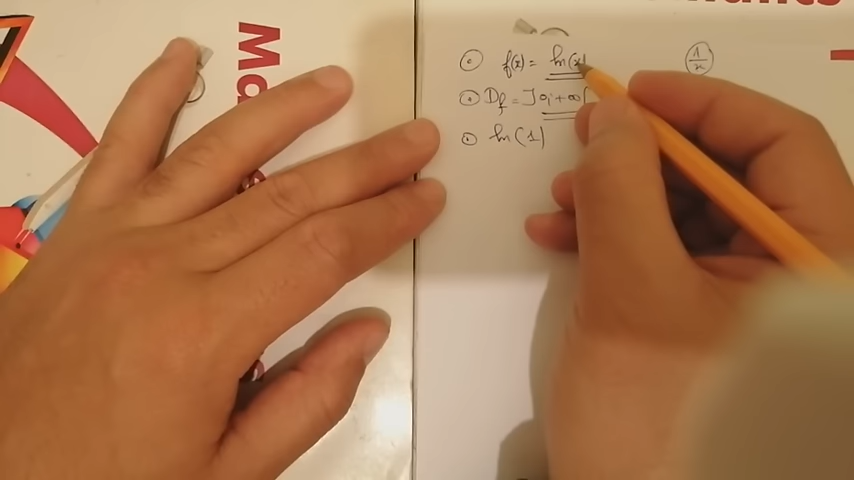 f(x) = ln(x)
1/x
Df = ]0; +∞[
ln(1)
Ma